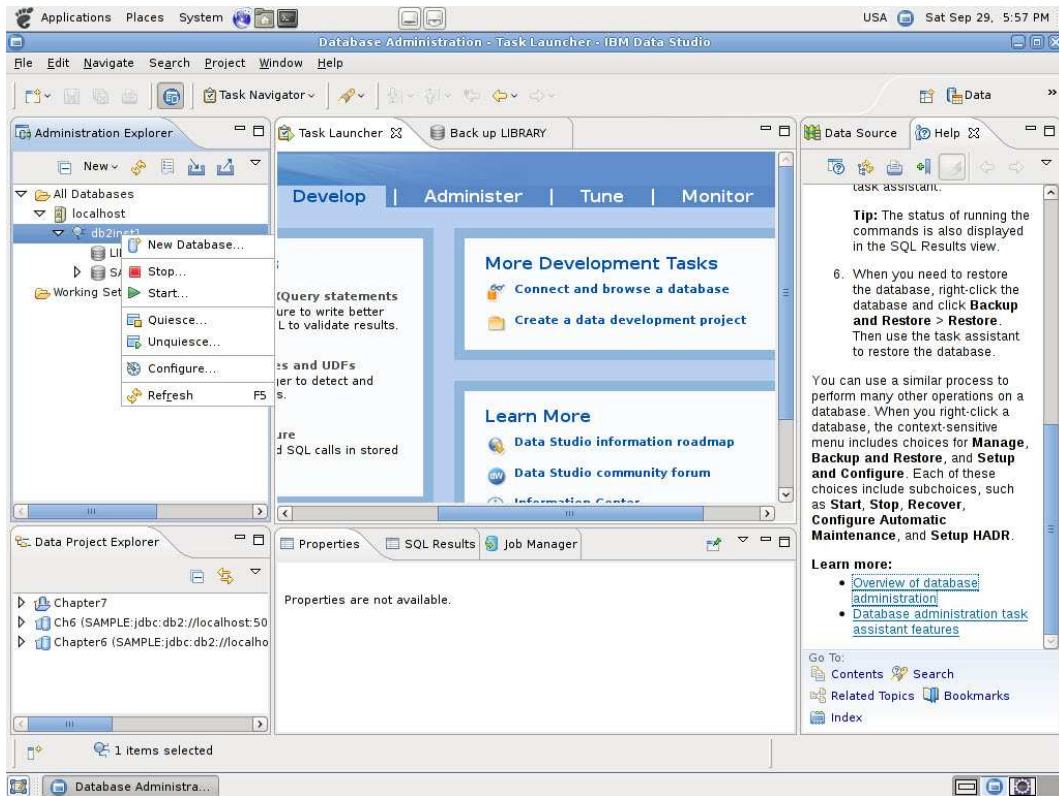 Applications Places System
USA Sat Sep 29, 5:57 PM
Database Administration - Task Launcher - IBM Data Studio
File Edit Navigate Search Project Window Help
Task Navigator
Data
»
Administration Explorer
New
All Databases
localhost
db2inst1
LI
SA
Working Set
New Database...
Stop...
Start...
Quiesce...
Unquiesce...
Configure...
Refresh F5
Task Launcher
Back up LIBRARY
Develop | Administer | Tune | Monitor
s
XQuery statements
ure to write better
L to validate results.
es and UDFs
ger to detect and
s.
ure
d SQL calls in stored
More Development Tasks
Connect and browse a database
Create a data development project
Learn More
Data Studio information roadmap
Data Studio community forum
Information Center
Data Source
Help
task assistant.
Tip: The status of running the
commands is also displayed
in the SQL Results view.
6. When you need to restore
the database, right-click the
database and click Backup
and Restore > Restore.
Then use the task assistant
to restore the database.
You can use a similar process to
perform many other operations on a
database. When you right-click a
database, the context-sensitive
menu includes choices for Manage,
Backup and Restore, and Setup
and Configure. Each of these
choices include subchoices, such
as Start, Stop, Recover,
Configure Automatic
Maintenance, and Setup HADR.
Learn more:
• Overview of database
administration
• Database administration task
assistant features
Go To:
Contents Search
Related Topics Bookmarks
Index
Data Project Explorer
Chapter7
Ch6 (SAMPLE:jdbc:db2://localhost:50
Chapter6 (SAMPLE:jdbc:db2://localho
Properties
SQL Results
Job Manager
Properties are not available.
1 items selected
Database Administra...